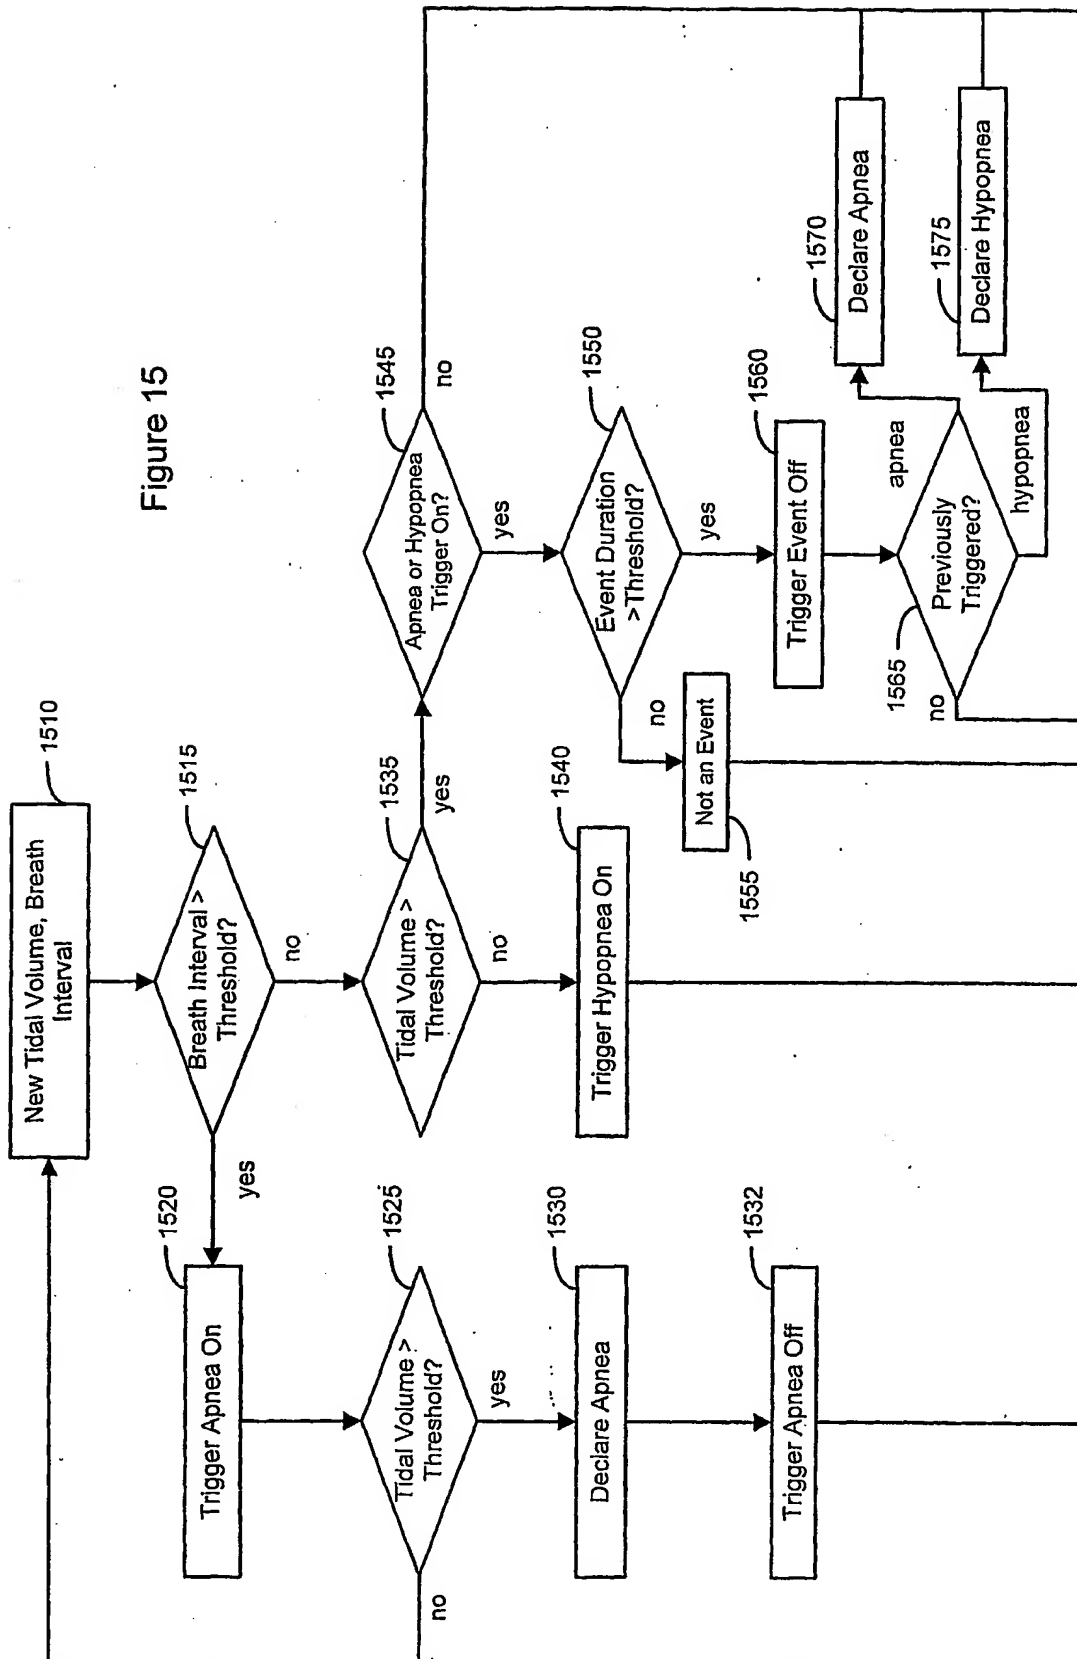 Figure 15
1510
New Tidal Volume, Breath
Interval
1515
Breath Interval >
Threshold?
yes
no
1520
Trigger Apnea On
1525
Tidal Volume >
Threshold?
no
yes
1530
Declare Apnea
1532
Trigger Apnea Off
1535
Tidal Volume >
Threshold?
yes
no
1540
Trigger Hypopnea On
1545
Apnea or Hypopnea
Trigger On?
no
yes
1550
Event Duration
>Threshold?
no
yes
Not an Event
1555
1560
Trigger Event Off
1565
Previously
Triggered?
no
apnea
hypopnea
1570
Declare Apnea
1575
Declare Hypopnea